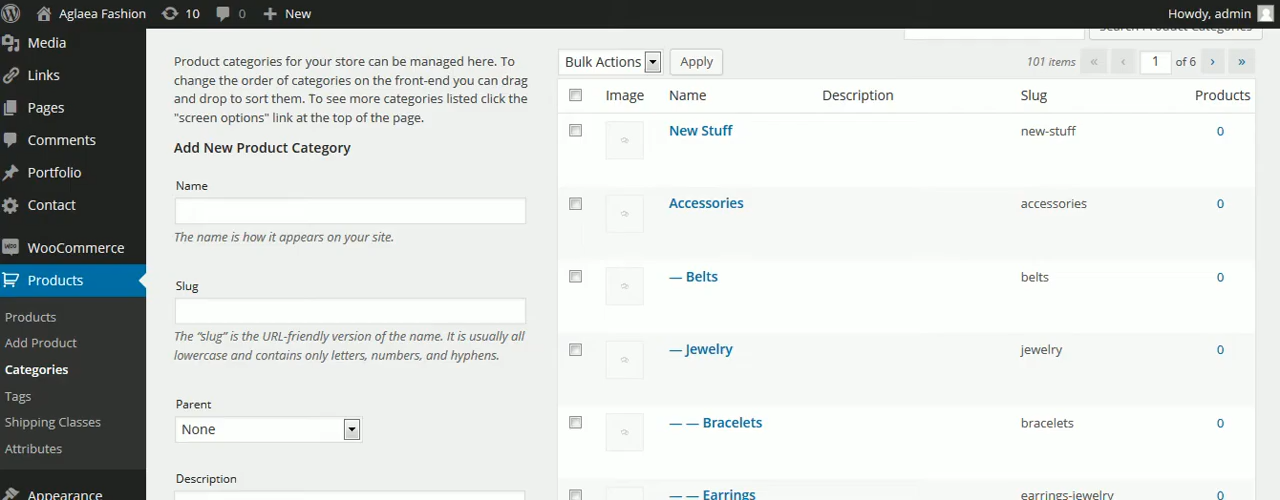 Aglaea Fashion 10 0 New Howdy, admin
Media
Links
Pages
Comments
Portfolio
Contact
WooCommerce
Products
Products
Add Product
Categories
Tags
Shipping Classes
Attributes
Appearance
Product categories for your store can be managed here. To
change the order of categories on the front-end you can drag
and drop to sort them. To see more categories listed click the
"screen options" link at the top of the page.
Add New Product Category
Name
The name is how it appears on your site.
Slug
The “slug” is the URL-friendly version of the name. It is usually all
lowercase and contains only letters, numbers, and hyphens.
Parent
None
Description
Search Product Categories
Bulk Actions Apply 101 items « ‹ 1 of 6 › »
Image Name Description Slug Products
New Stuff new-stuff 0
Accessories accessories 0
— Belts belts 0
— Jewelry jewelry 0
— — Bracelets bracelets 0
— — Earrings earrings-jewelry 0